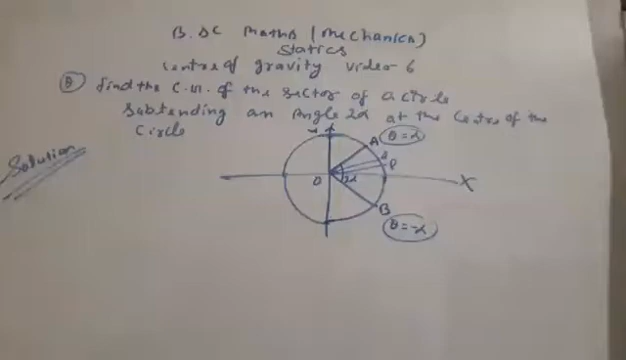 B.Sc Maths (Mechanics)
Statics
Centre of gravity video-6
Q find the C.G. of the sector of a circle
subtending an Angle 2α at the Centre of the
Circle
Solution
A θ=α
P
O 2α
X
B
θ=-α